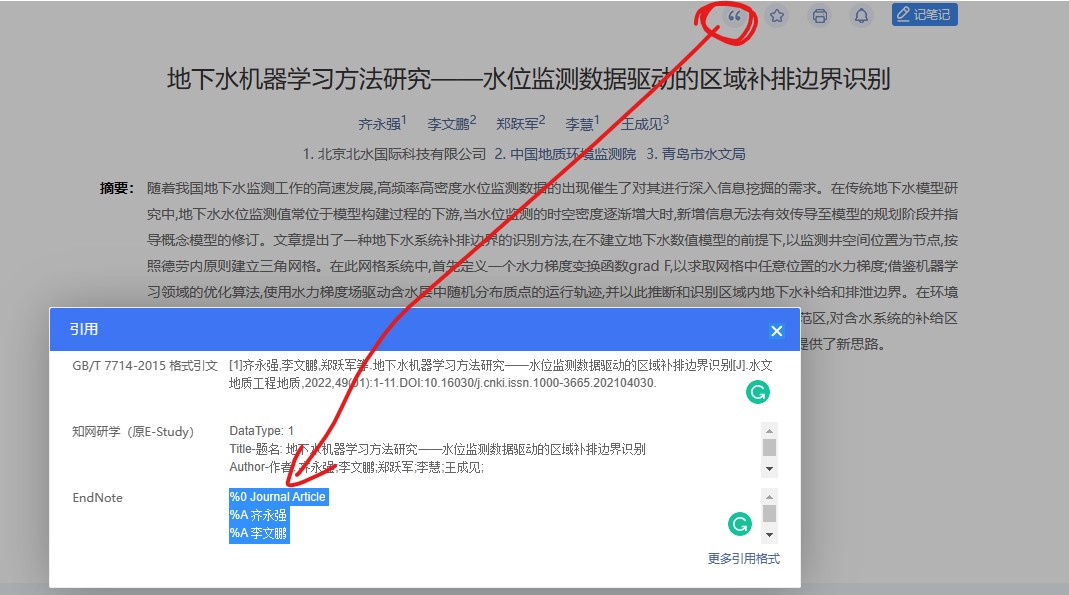 记笔记
地下水机器学习方法研究——水位监测数据驱动的区域补排边界识别
齐永强1 李文鹏2 郑跃军2 李慧1 王成见3
1. 北京北水国际科技有限公司 2. 中国地质环境监测院 3. 青岛市水文局
摘要： 随着我国地下水监测工作的高速发展,高频率高密度水位监测数据的出现催生了对其进行深入信息挖掘的需求。在传统地下水模型研
究中,地下水水位监测值常位于模型构建过程的下游,当水位监测的时空密度逐渐增大时,新增信息无法有效传导至模型的规划阶段并指
导概念模型的修订。文章提出了一种地下水系统补排边界的识别方法,在不建立地下水数值模型的前提下,以监测井空间位置为节点,按
照德劳内原则建立三角网格。在此网格系统中,首先定义一个水力梯度变换函数grad F,以求取网格中任意位置的水力梯度;借鉴机器学
习领域的优化算法,使用水力梯度场驱动含水层中随机分布质点的运行轨迹,并以此推断和识别区域内地下水补给和排泄边界。在环境
范区,对含水系统的补给区
提供了新思路。
引用
GB/T 7714-2015 格式引文 [1]齐永强,李文鹏,郑跃军等.地下水机器学习方法研究——水位监测数据驱动的区域补排边界识别[J].水文
地质工程地质,2022,49(01):1-11.DOI:10.16030/j.cnki.issn.1000-3665.202104030.
知网研学（原E-Study） DataType: 1
Title-题名: 地下水机器学习方法研究——水位监测数据驱动的区域补排边界识别
Author-作者: 齐永强;李文鹏;郑跃军;李慧;王成见;
EndNote %0 Journal Article
%A 齐永强
%A 李文鹏
更多引用格式